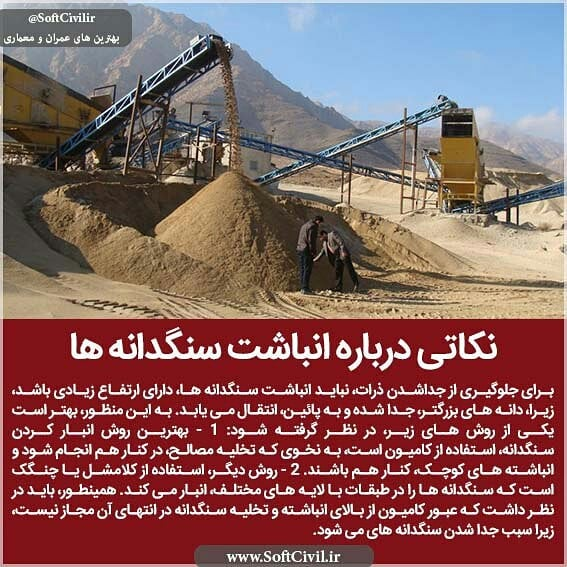 @SoftCivilir
بهترین های عمران و معماری
نکاتی درباره انباشت سنگدانه ها
برای جلوگیری از جداشدن ذرات، نباید انباشت سنگدانه ها، دارای ارتفاع زیادی باشد،
زیرا، دانه های بزرگتر، جدا شده و به پائین، انتقال می یابد. به این منظور، بهتر است
یکی از روش های زیر، در نظر گرفته شود: 1 - بهترین روش انبار کردن
سنگدانه، استفاده از کامیون است، به نخوی که تخلیه مصالح، در کنار هم انجام شود و
انباشته های کوچک، کنار هم باشند. 2 - روش دیگر، استفاده از کلامشل یا چنگک
است که سنگدانه ها را در طبقات با لایه های مختلف، انبار می کند. همینطور، باید در
نظر داشت که عبور کامیون از بالای انباشته و تخلیه سنگدانه در انتهای آن مجاز نیست،
زیرا سبب جدا شدن سنگدانه های می شود.
www.SoftCivil.ir